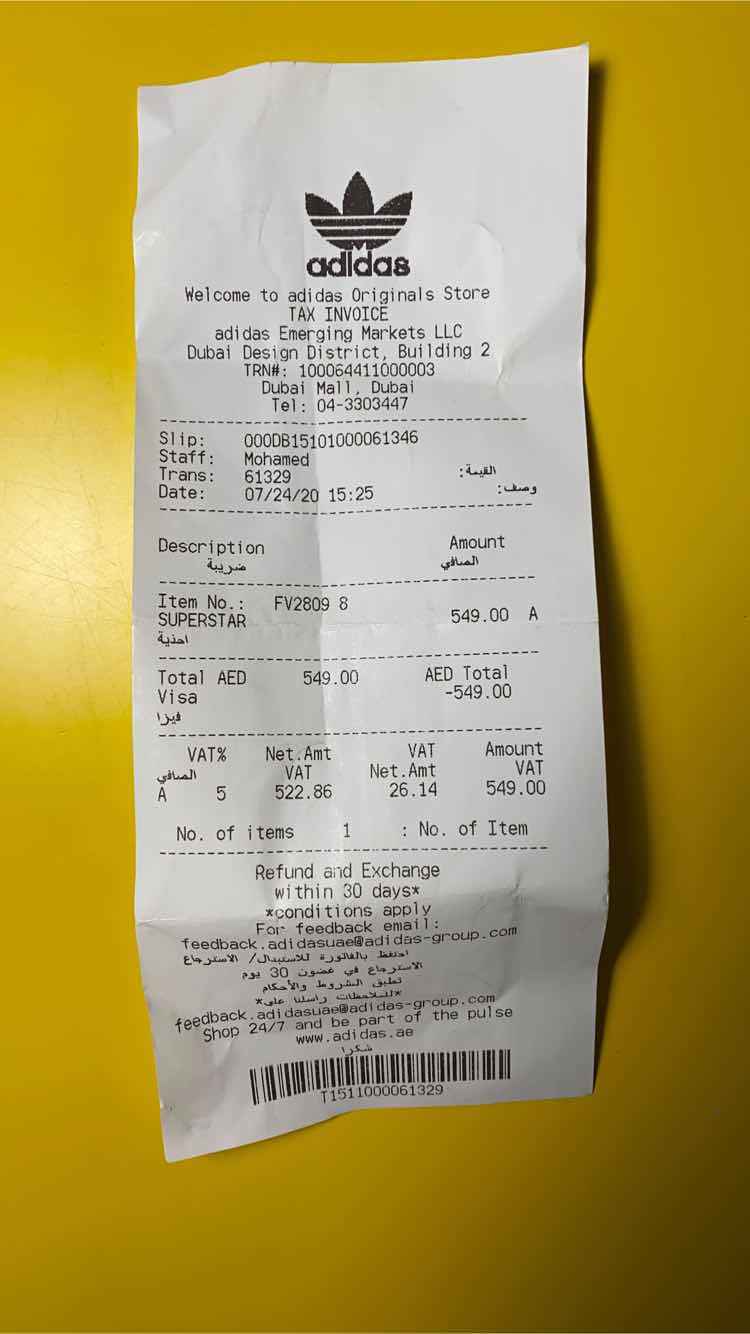 adidas
Welcome to adidas Originals Store
TAX INVOICE
adidas Emerging Markets LLC
Dubai Design District, Building 2
TRN#: 100064411000003
Dubai Mall, Dubai
Tel: 04-3303447
Slip: 000DB15101000061346
Staff: Mohamed
Trans: 61329 القيمة:
Date: 07/24/20 15:25 وصف:
Description Amount
ضريبة الصافي
Item No.: FV2809 8
SUPERSTAR 549.00 A
احذية
Total AED 549.00 AED Total
Visa -549.00
فيزا
VAT% Net.Amt VAT Amount
الصافي VAT Net.Amt VAT
A 5 522.86 26.14 549.00
No. of items 1 : No. of Item
Refund and Exchange
within 30 days*
*conditions apply
For feedback email:
feedback.adidasuae@adidas-group.com
احتفظ بالفاتورة للاستبدال/ الاسترجاع
الاسترجاع في غضون 30 يوم
تطبق الشروط والأحكام
*للملاحظات راسلنا على*
feedback.adidasuae@adidas-group.com
Shop 24/7 and be part of the pulse
www.adidas.ae
شكرا
T1511000061329